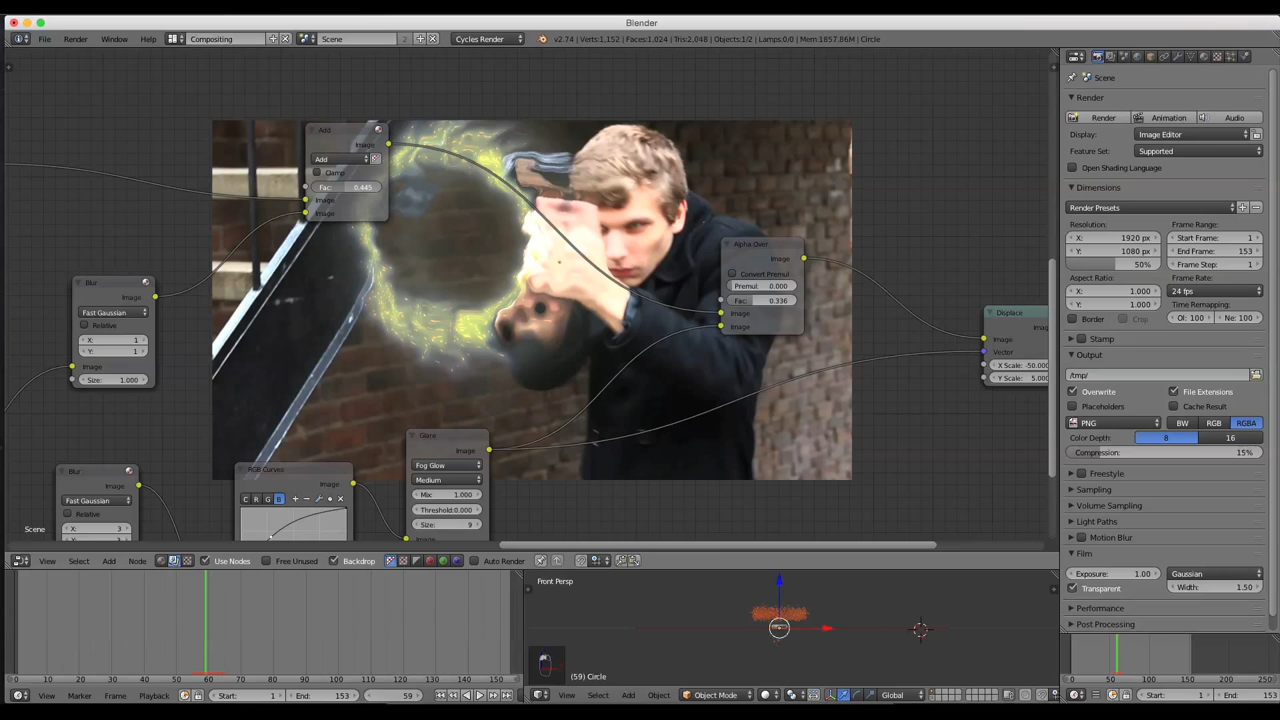 Blender
File Render Window Help Compositing Scene 2 Cycles Render v2.74 | Verts:1,152 | Faces:1,024 | Tris:2,048 | Objects:1/2 | Lamps:0/0 | Mem:1857.86M | Circle
Add
Image
Add
Clamp
Fac: 0.445
Image
Image
Blur
Image
Fast Gaussian
Relative
X: 1
Y: 1
Image
Size: 1.000
Alpha Over
Image
Convert Premul
Premul: 0.000
Fac: 0.336
Image
Image
Displace
Image
Vector
X Scale: -50.000
Y Scale: 5.000
Blur
Image
Fast Gaussian
Relative
X: 3
RGB Curves
Image
C R G B
Glare
Image
Fog Glow
Medium
Mix: 1.000
Threshold:0.000
Size: 9
Scene
View Select Add Node Use Nodes Free Unused Backdrop Auto Render
0 10 20 30 40 50 60 70 80 90 100 110 120 130 140 150
View Marker Frame Playback Start: 1 End: 153 59
Front Persp
(59) Circle
View Select Add Object Object Mode Global
Scene
Render
Render Animation Audio
Display: Image Editor
Feature Set: Supported
Open Shading Language
Dimensions
Render Presets
Resolution: Frame Range:
X: 1920 px Start Frame: 1
Y: 1080 px End Frame: 153
50% Frame Step: 1
Aspect Ratio: Frame Rate:
X: 1.000 24 fps
Y: 1.000 Time Remapping:
Border Crop Ol: 100 Ne: 100
Stamp
Output
/tmp/
Overwrite File Extensions
Placeholders Cache Result
PNG BW RGB RGBA
Color Depth: 8 16
Compression: 15%
Freestyle
Sampling
Volume Sampling
Light Paths
Motion Blur
Film
Exposure: 1.00 Gaussian
Transparent Width: 1.50
Performance
Post Processing
0 50 100 150 200 250
Start: 1 End: 153